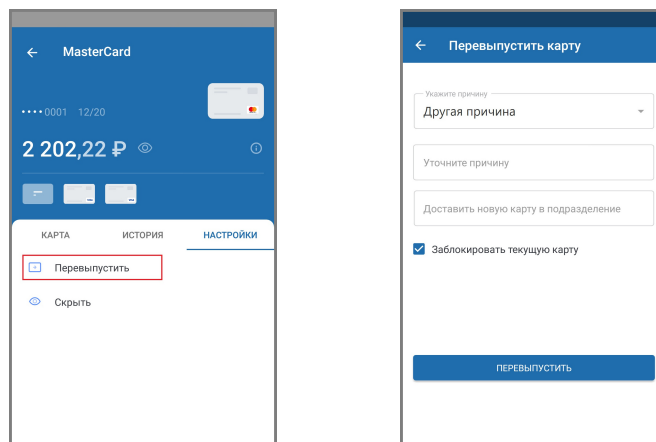 MasterCard
•••• 0001 12/20
2 202,22 ₽
КАРТА ИСТОРИЯ НАСТРОЙКИ
Перевыпустить
Скрыть
Перевыпустить карту
Укажите причину
Другая причина
Уточните причину
Доставить новую карту в подразделение
Заблокировать текущую карту
ПЕРЕВЫПУСТИТЬ